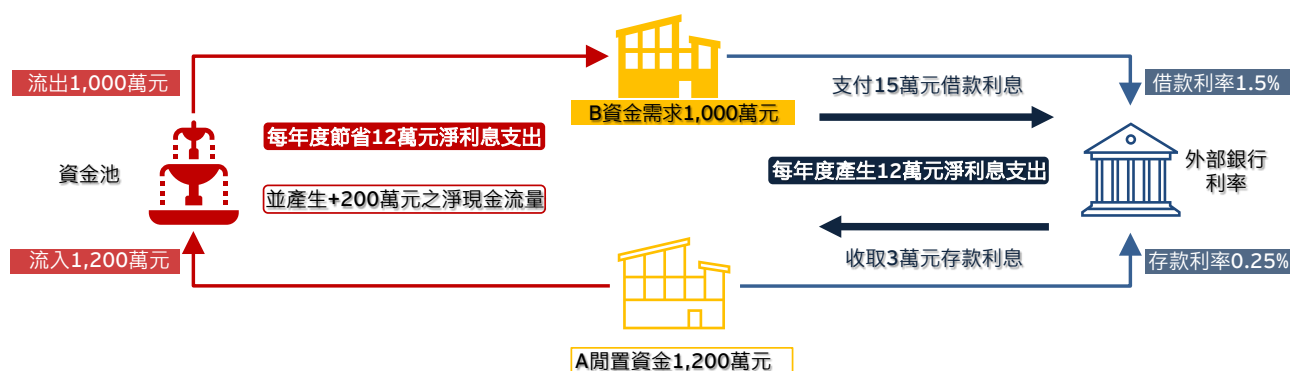 流出1,000萬元
B資金需求1,000萬元
支付15萬元借款利息
借款利率1.5%
每年度節省12萬元淨利息支出
資金池
每年度產生12萬元淨利息支出
外部銀行
利率
並產生+200萬元之淨現金流量
流入1,200萬元
收取3萬元存款利息
存款利率0.25%
A閒置資金1,200萬元